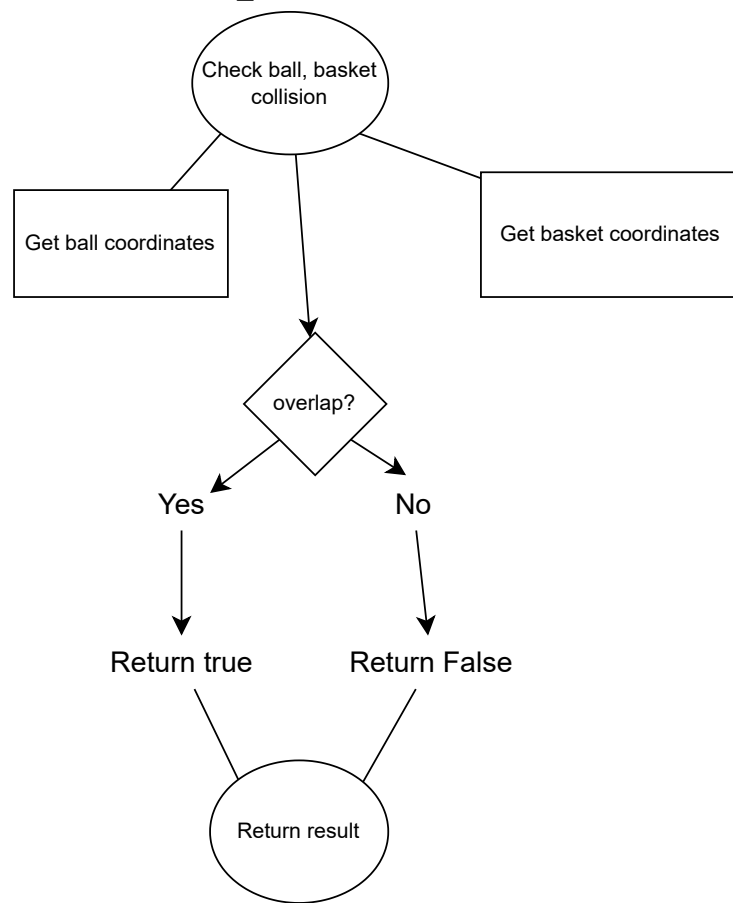 Check ball, basket
collision
Get ball coordinates
Get basket coordinates
overlap?
Yes
No
Return true
Return False
Return result